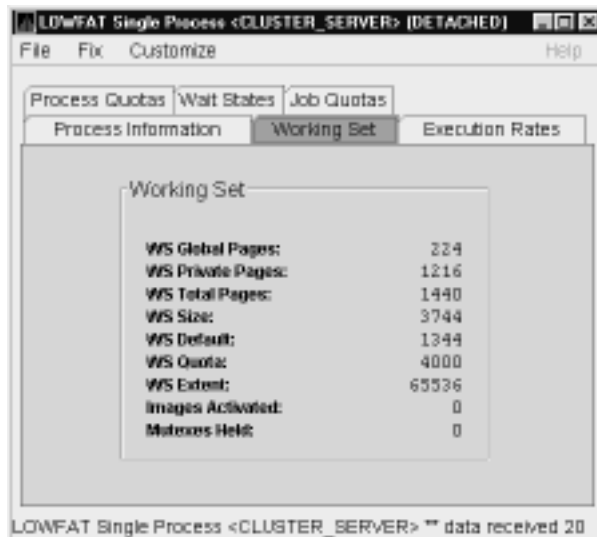 LOWFAT Single Process <CLUSTER_SERVER> (DETACHED)
File Fix Customize Help
Process Quotas Wait States Job Quotas
Process Information Working Set Execution Rates
Working Set
WS Global Pages: 224
WS Private Pages: 1216
WS Total Pages: 1440
WS Size: 3744
WS Default: 1344
WS Quota: 4000
WS Extent: 65536
Images Activated: 0
Mutexes Held: 0
LOWFAT Single Process <CLUSTER_SERVER> ** data received 20